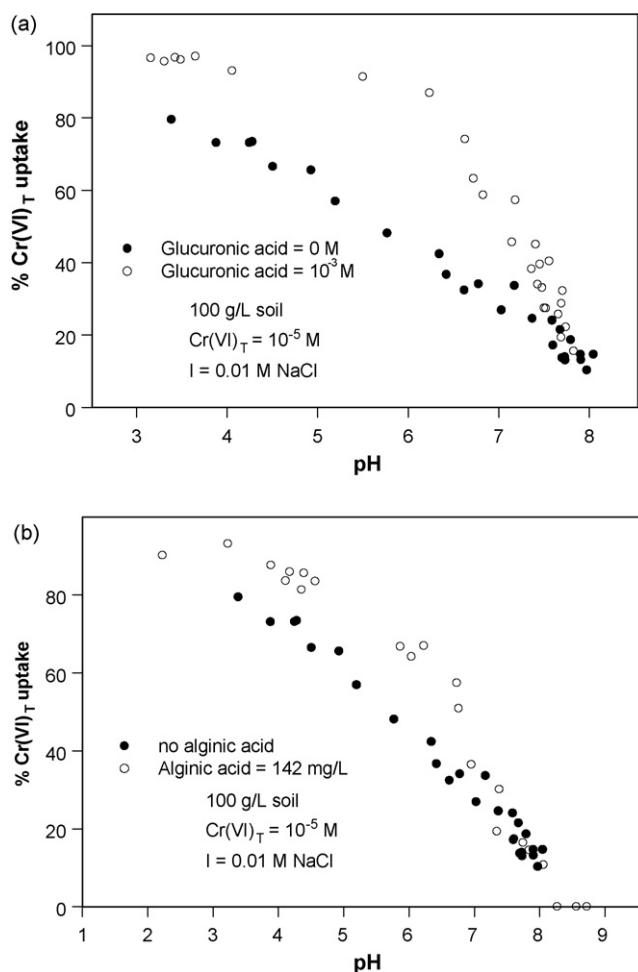 (a)
100
80
60
40
20
0
% Cr(VI)T uptake
● Glucuronic acid = 0 M
○ Glucuronic acid = 10-3 M
100 g/L soil
Cr(VI)T = 10-5 M
I = 0.01 M NaCl
3 4 5 6 7 8
pH
(b)
80
60
40
20
0
% Cr(VI)T uptake
● no alginic acid
○ Alginic acid = 142 mg/L
100 g/L soil
Cr(VI)T = 10-5 M
I = 0.01 M NaCl
1 2 3 4 5 6 7 8 9
pH